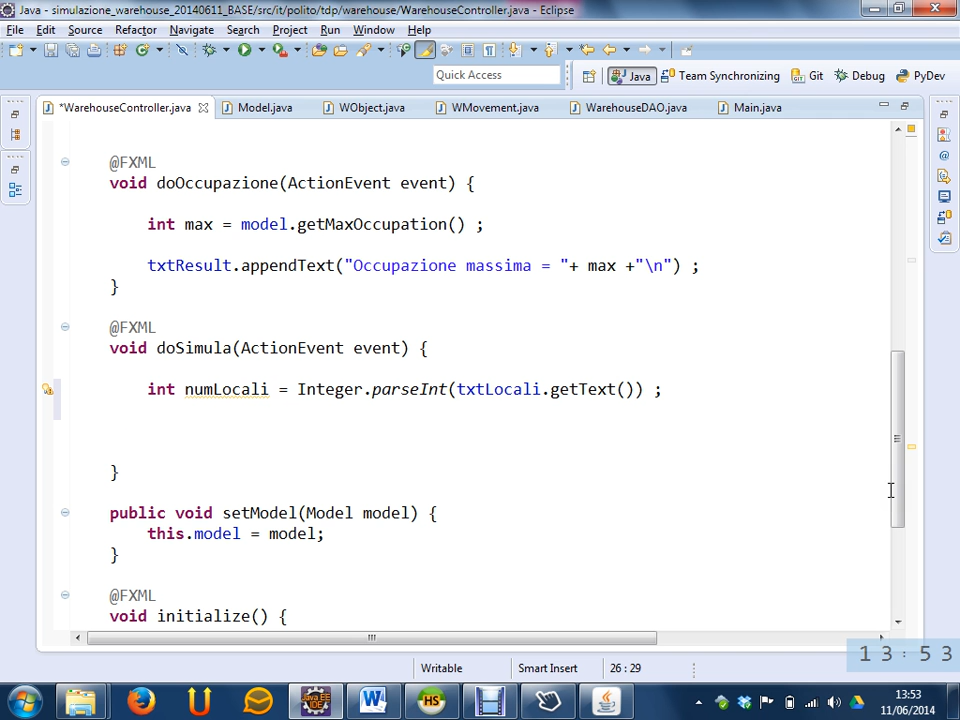 Java - simulazione_warehouse_20140611_BASE/src/it/polito/tdp/warehouse/WarehouseController.java - Eclipse
File Edit Source Refactor Navigate Search Project Run Window Help
Quick Access
Java Team Synchronizing Git Debug PyDev
*WarehouseController.java Model.java WObject.java WMovement.java WarehouseDAO.java Main.java
@FXML
void doOccupazione(ActionEvent event) {
int max = model.getMaxOccupation() ;
txtResult.appendText("Occupazione massima = "+ max +"\n") ;
}
@FXML
void doSimula(ActionEvent event) {
int numLocali = Integer.parseInt(txtLocali.getText()) ;
}
public void setModel(Model model) {
this.model = model;
}
@FXML
void initialize() {
13:53
Writable Smart Insert 26 : 29
Java EE
IDE
W
HS
13:53
11/06/2014